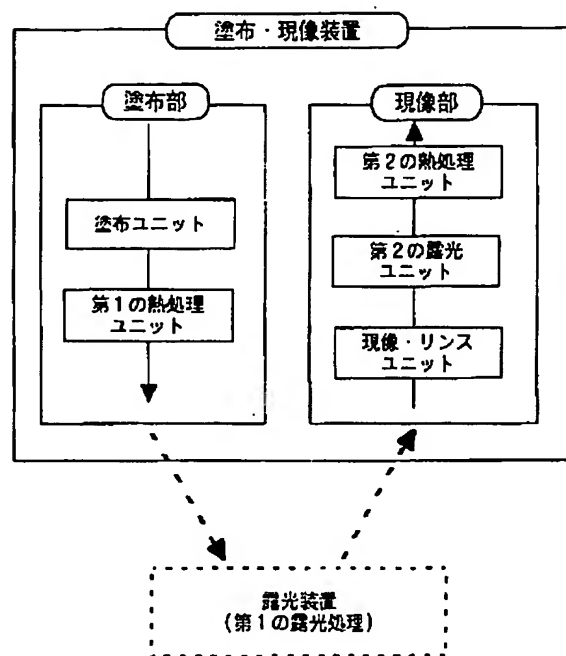 塗布・現像装置
塗布部
塗布ユニット
第1の熱処理
ユニット
現像部
第2の熱処理
ユニット
第2の露光
ユニット
現像・リンス
ユニット
露光装置
(第1の露光処理)